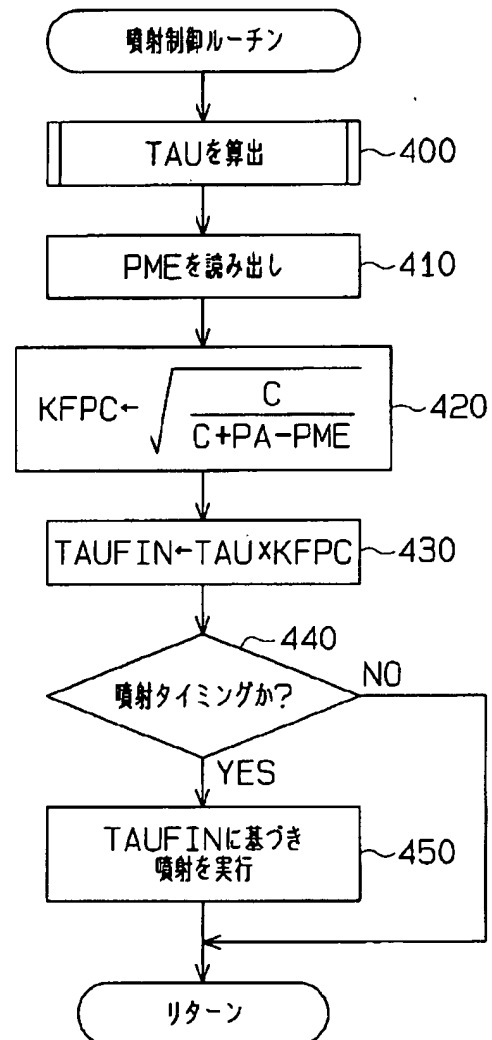 噴射制御ルーチン
TAUを算出
400
PMEを読み出し
410
KFPC←√(C/(C+PA−PME))
420
TAUFIN←TAU×KFPC
430
440
噴射タイミングか?
NO
YES
TAUFINに基づき
噴射を実行
450
リターン